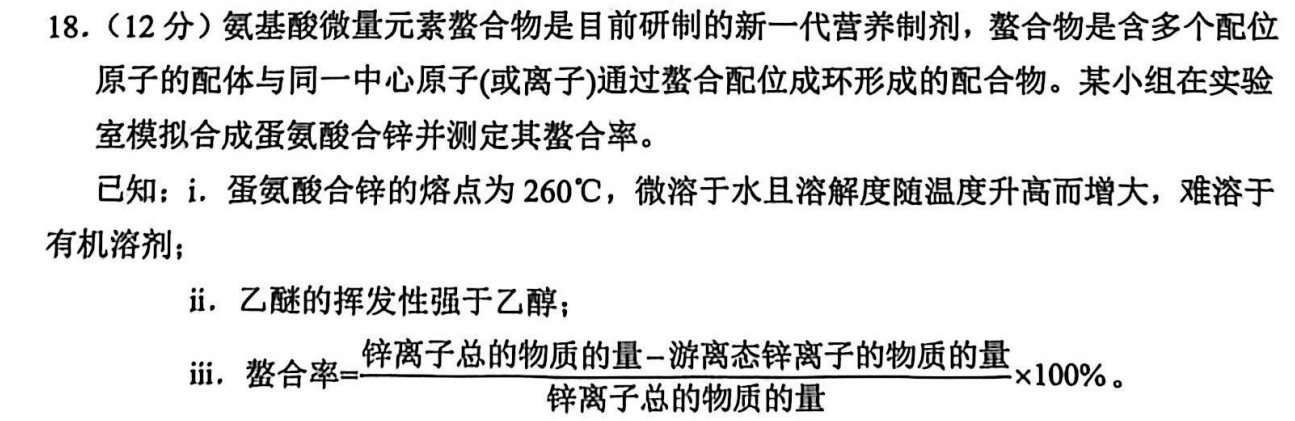 18.（12 分）氨基酸微量元素螯合物是目前研制的新一代营养制剂，螯合物是含多个配位
原子的配体与同一中心原子(或离子)通过螯合配位成环形成的配合物。某小组在实验
室模拟合成蛋氨酸合锌并测定其螯合率。
已知：i．蛋氨酸合锌的熔点为 260℃，微溶于水且溶解度随温度升高而增大，难溶于
有机溶剂；
ii．乙醚的挥发性强于乙醇；
iii．螯合率=锌离子总的物质的量−游离态锌离子的物质的量/锌离子总的物质的量×100%。